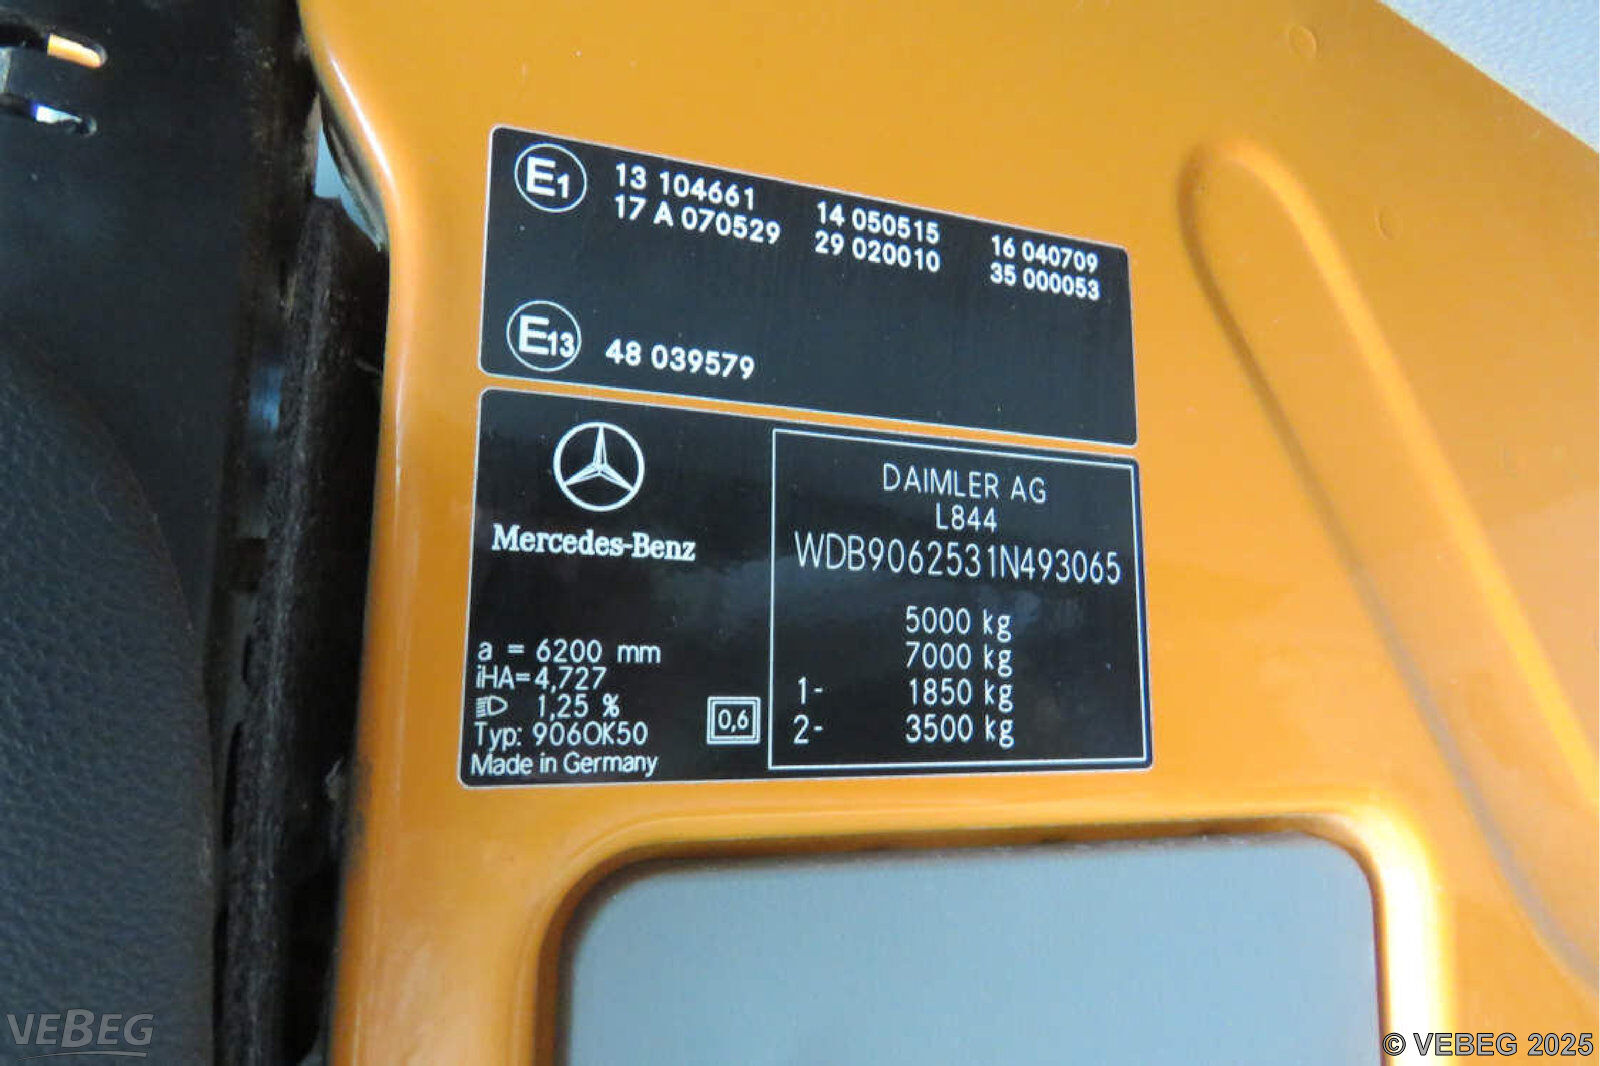 E1 13 104661 14 050515 16 040709
17 A 070529 29 020010 35 000053
E13 48 039579
Mercedes-Benz
a = 6200 mm
iHA=4,727
1,25 %
Typ: 906OK50
Made in Germany
0,6
DAIMLER AG
L844
WDB9062531N493065
5000 kg
7000 kg
1- 1850 kg
2- 3500 kg
VEBEG
© VEBEG 2025